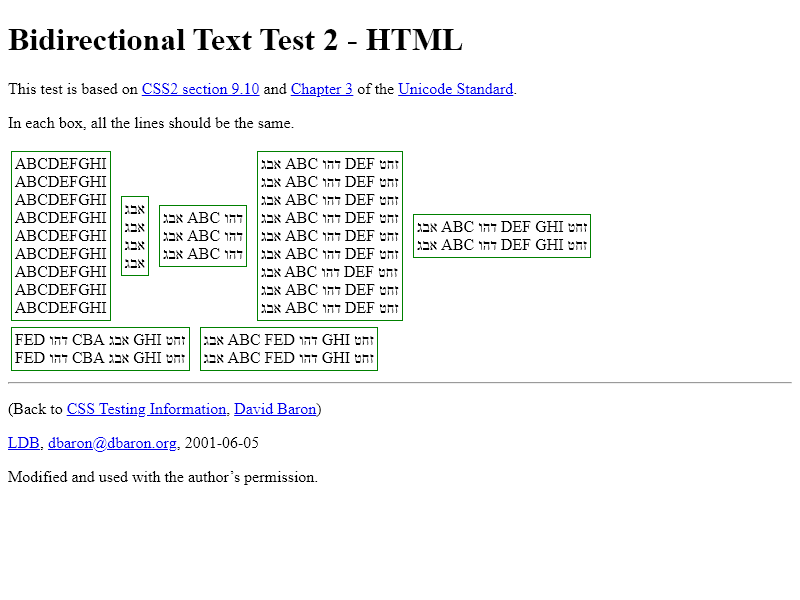 Bidirectional Text Test 2 - HTML
This test is based on CSS2 section 9.10 and Chapter 3 of the Unicode Standard.
In each box, all the lines should be the same.
ABCDEFGHI
ABCDEFGHI
ABCDEFGHI
ABCDEFGHI
ABCDEFGHI
ABCDEFGHI
ABCDEFGHI
ABCDEFGHI
ABCDEFGHI
אבג
אבג
אבג
אבג
אבג ABC דהו
אבג ABC דהו
אבג ABC דהו
אבג ABC דהו DEF זחט
אבג ABC דהו DEF זחט
אבג ABC דהו DEF זחט
אבג ABC דהו DEF זחט
אבג ABC דהו DEF זחט
אבג ABC דהו DEF זחט
אבג ABC דהו DEF זחט
אבג ABC דהו DEF זחט
אבג ABC דהו DEF זחט
אבג ABC דהו DEF GHI זחט
אבג ABC דהו DEF GHI זחט
FED דהו CBA אבג GHI זחט
FED דהו CBA אבג GHI זחט
אבג ABC FED דהו GHI זחט
אבג ABC FED דהו GHI זחט
(Back to CSS Testing Information, David Baron)
LDB, dbaron@dbaron.org, 2001-06-05
Modified and used with the author’s permission.